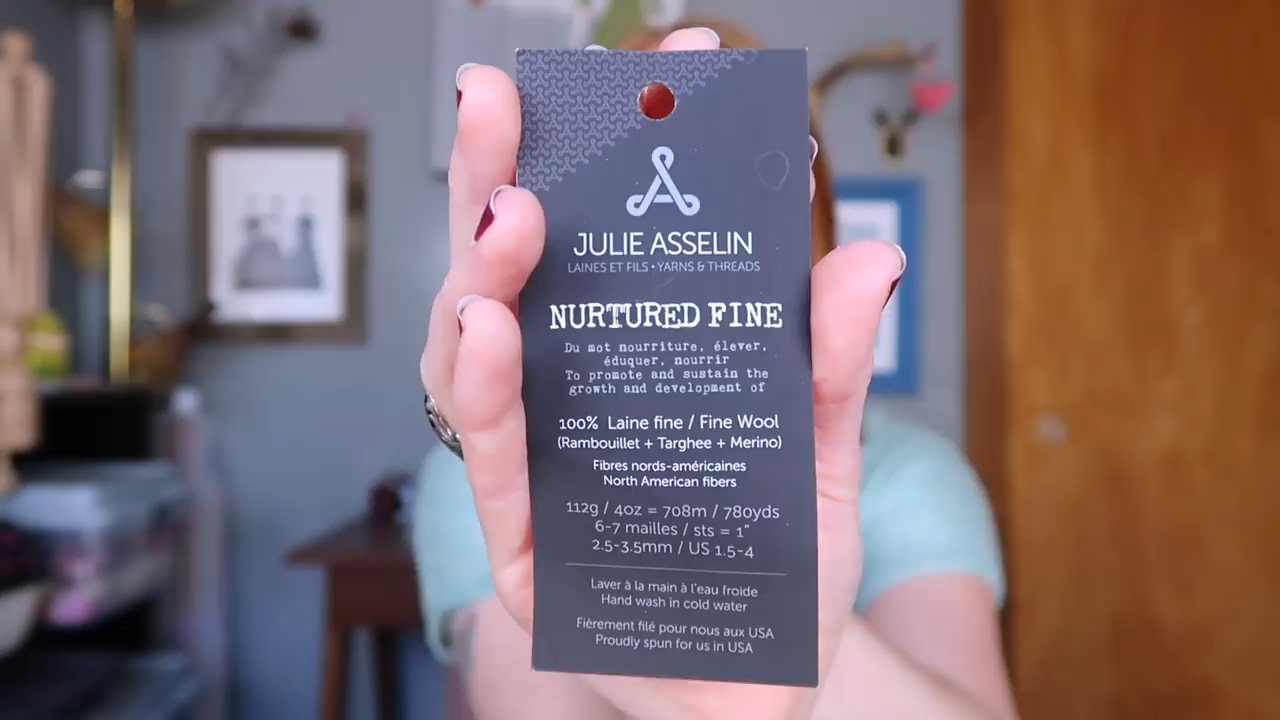 JULIE ASSELIN
LAINES ET FILS • YARNS & THREADS
NURTURED FINE
Du mot nourriture, élever,
éduquer, nourrir
To promote and sustain the
growth and development of
100% Laine fine / Fine Wool
(Rambouillet + Targhee + Merino)
Fibres nords-américaines
North American fibers
112g / 4oz = 708m / 780yds
6-7 mailles / sts = 1"
2.5-3.5mm / US 1.5-4
Laver à la main à l'eau froide
Hand wash in cold water
Fièrement filé pour nous aux USA
Proudly spun for us in USA